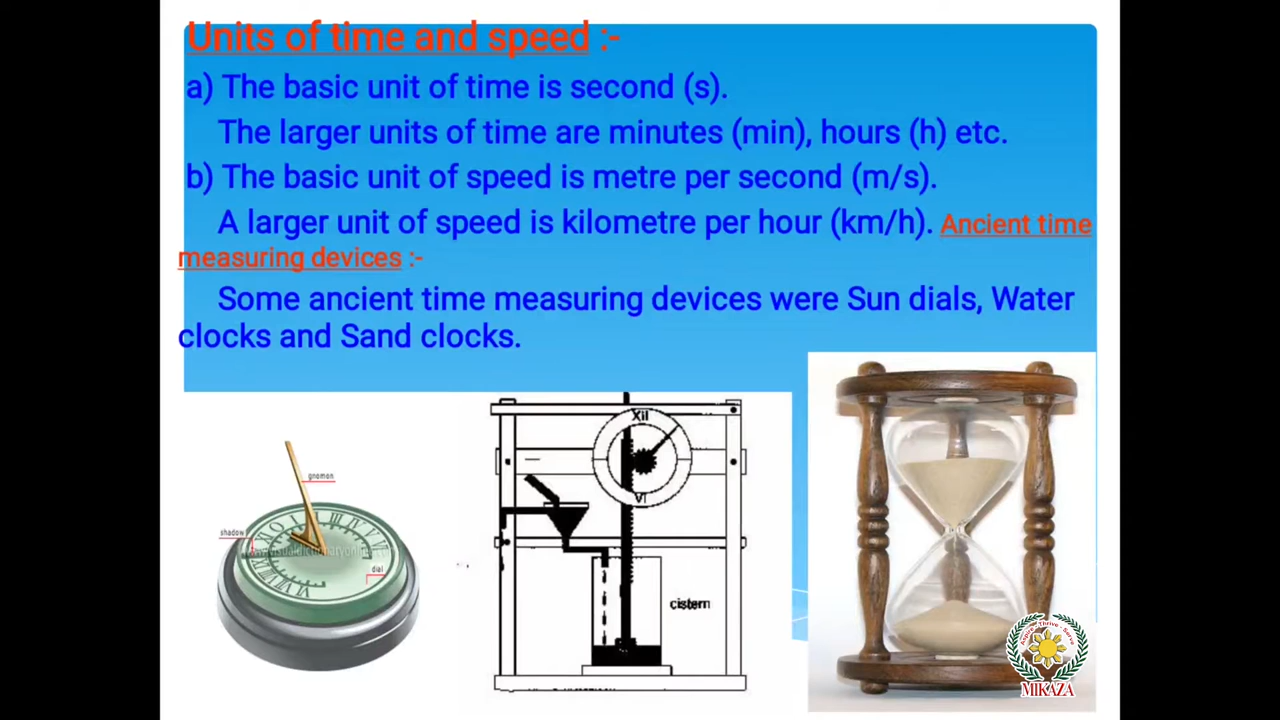 Units of time and speed :-
a) The basic unit of time is second (s).
The larger units of time are minutes (min), hours (h) etc.
b) The basic unit of speed is metre per second (m/s).
A larger unit of speed is kilometre per hour (km/h). Ancient time
measuring devices :-
Some ancient time measuring devices were Sun dials, Water
clocks and Sand clocks.
gnomon
shadow
dial
XII
VI
cistern
Aspire - Thrive - Serve
MIKAZA